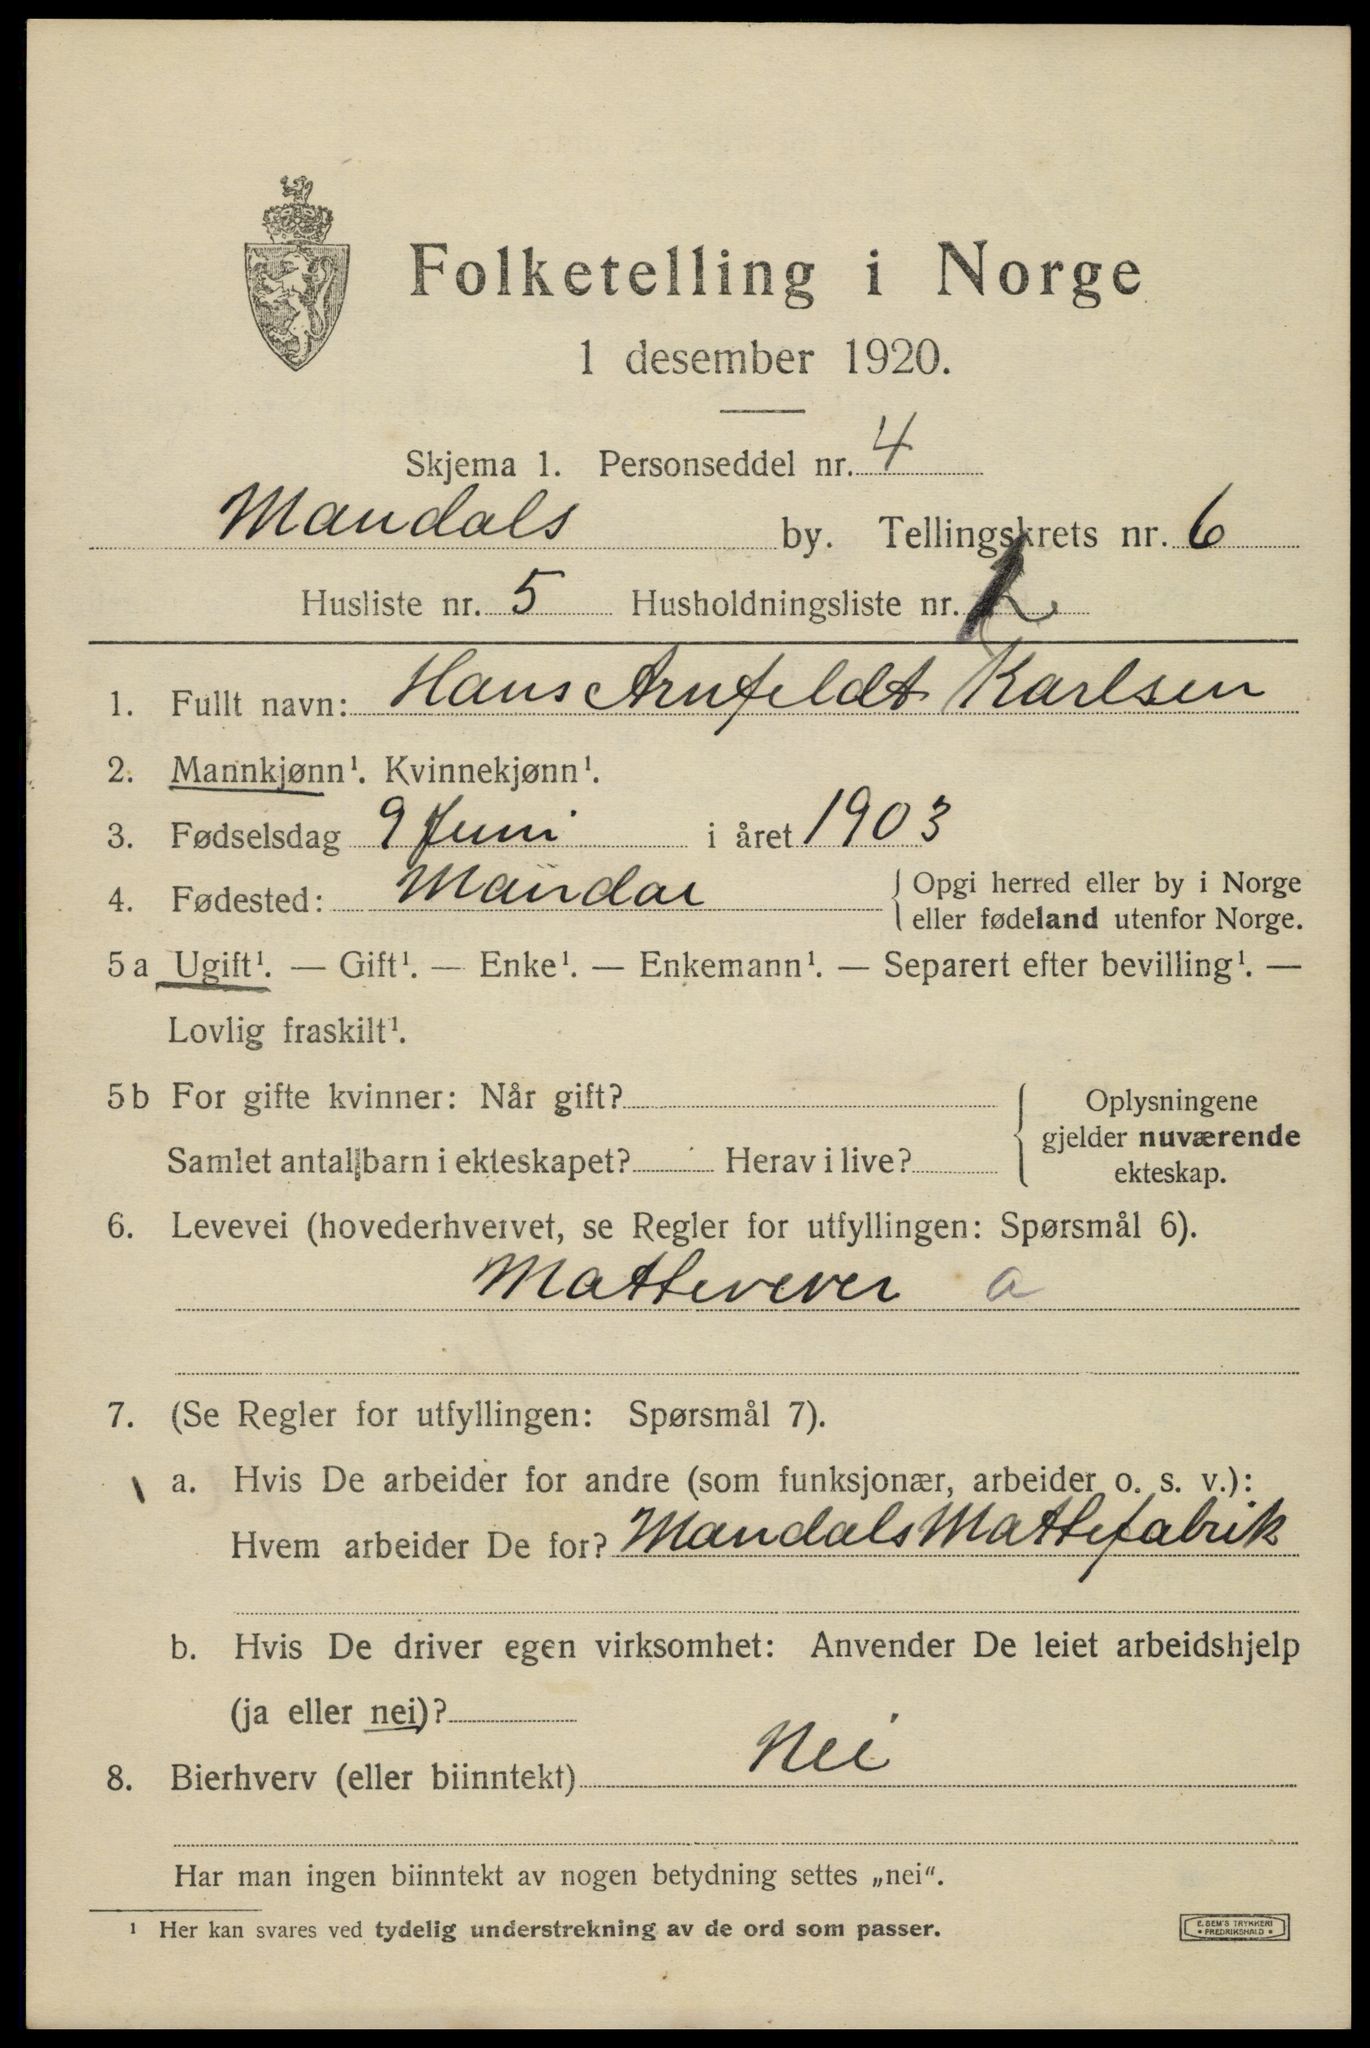 Folketelling i Norge
1 desember 1920.
Skjema 1. Personseddel nr. 4
Mandals by. Tellingskrets nr. 6
Husliste nr. 5 Husholdningsliste nr.
1. Fullt navn: Hans Arnfeldt Karlsen
2. Mannkjønn¹. Kvinnekjønn¹.
3. Fødselsdag 9 Juni i året 1903
4. Fødested: Mandal { Opgi herred eller by i Norge
eller fødeland utenfor Norge.
5 a Ugift¹. — Gift¹. — Enke¹. — Enkemann¹. — Separert efter bevilling¹. —
Lovlig fraskilt¹.
5 b For gifte kvinner: Når gift?
Samlet antall barn i ekteskapet? Herav i live?
{ Oplysningene
gjelder nuværende
ekteskap.
6. Levevei (hovederhvervet, se Regler for utfyllingen: Spørsmål 6).
Mattevever a
7. (Se Regler for utfyllingen: Spørsmål 7).
a. Hvis De arbeider for andre (som funksjonær, arbeider o. s. v.):
Hvem arbeider De for? Mandals Mattefabrik
b. Hvis De driver egen virksomhet: Anvender De leiet arbeidshjelp
(ja eller nei)?
8. Bierhverv (eller biinntekt) Nei
Har man ingen biinntekt av nogen betydning settes „nei“.
¹ Her kan svares ved tydelig understrekning av de ord som passer.
E. SEM'S TRYKKERI
* FREDRIKSHALD *